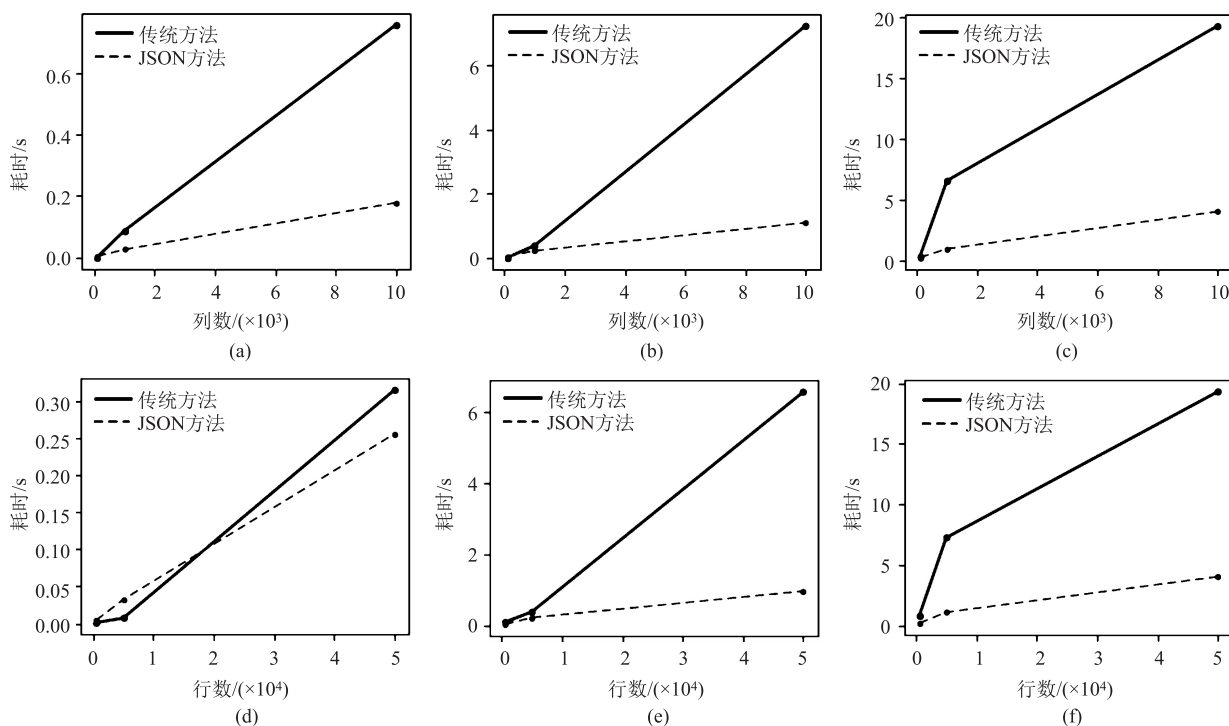 传统方法
JSON方法
0.6
0.4
0.2
0.0
耗时/s
0 2 4 6 8 10
列数/(×10³)
(a)
传统方法
JSON方法
6
4
2
0
耗时/s
0 2 4 6 8 10
列数/(×10³)
(b)
传统方法
JSON方法
20
15
10
5
0
耗时/s
0 2 4 6 8 10
列数/(×10³)
(c)
传统方法
JSON方法
0.30
0.25
0.20
0.15
0.10
0.05
0.00
耗时/s
0 1 2 3 4 5
行数/(×10⁴)
(d)
传统方法
JSON方法
6
4
2
0
耗时/s
0 1 2 3 4 5
行数/(×10⁴)
(e)
传统方法
JSON方法
20
15
10
5
0
耗时/s
0 1 2 3 4 5
行数/(×10⁴)
(f)